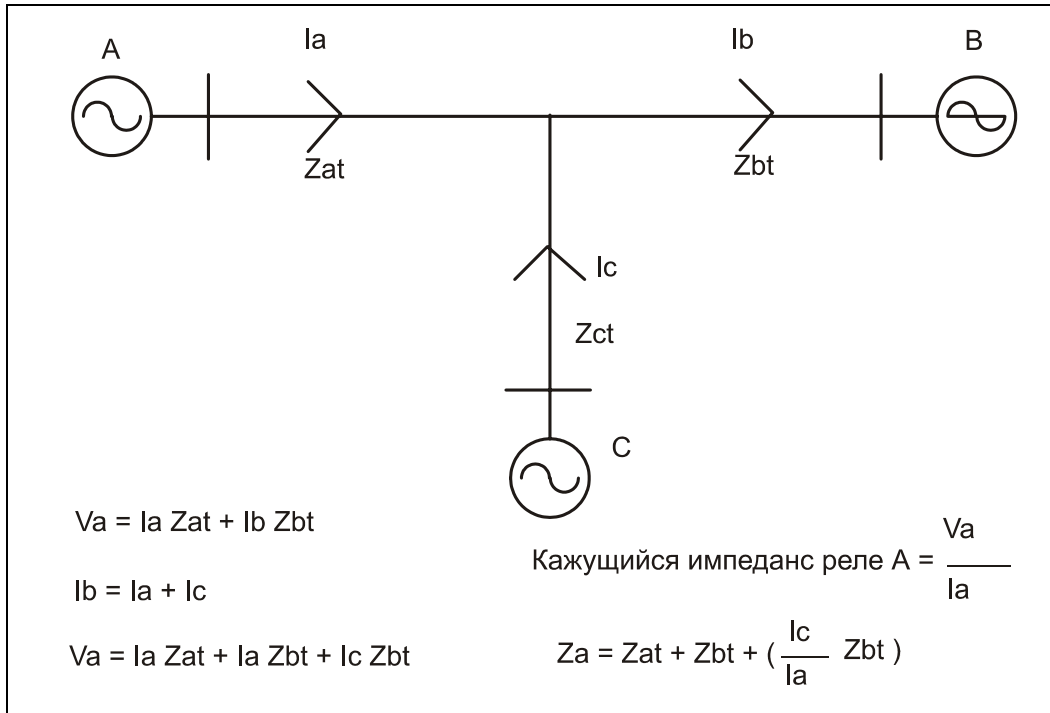 A
Ia
Ib
B
Zat
Zbt
Ic
Zct
C
Va = Ia Zat + Ib Zbt
Ib = Ia + Ic
Va = Ia Zat + Ia Zbt + Ic Zbt
Кажущийся импеданс реле A = Va / Ia
Za = Zat + Zbt + ( Ic / Ia Zbt )